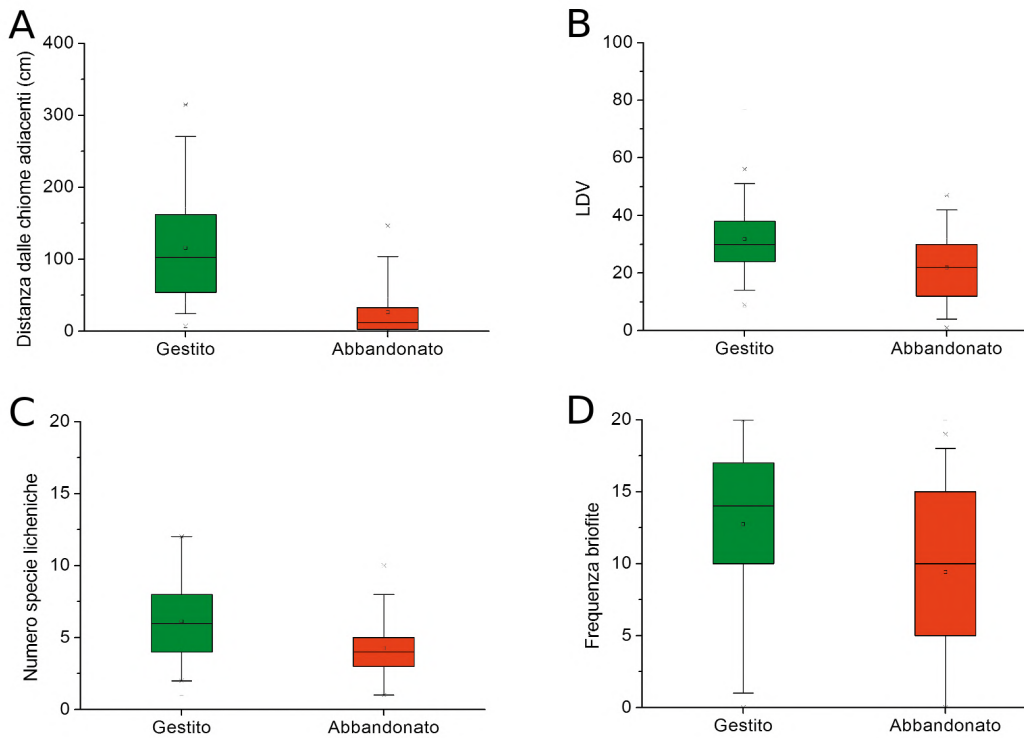 A
Distanza dalle chiome adiacenti (cm)
400
300
200
100
0
Gestito
Abbandonato
B
LDV
100
80
60
40
20
0
Gestito
Abbandonato
C
Numero specie licheniche
20
15
10
5
0
Gestito
Abbandonato
D
Frequenza briofite
20
15
10
5
0
Gestito
Abbandonato